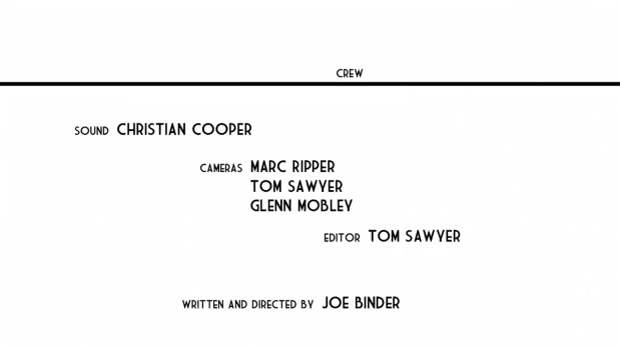 CREW
SOUND CHRISTIAN COOPER
CAMERAS MARC RIPPER
TOM SAWYER
GLENN MOBLEY
EDITOR TOM SAWYER
WRITTEN AND DIRECTED BY JOE BINDER